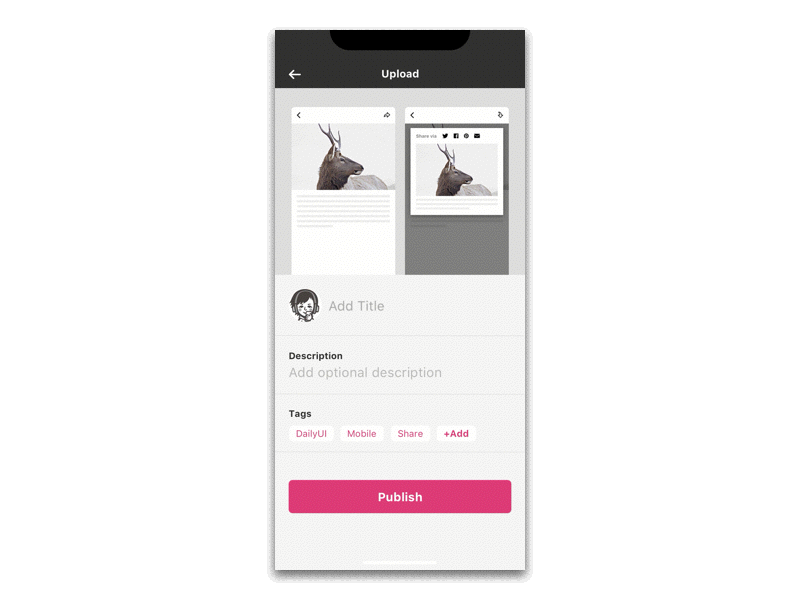 Upload
Share via
Add Title
Description
Add optional description
Tags
DailyUI Mobile Share +Add
Publish